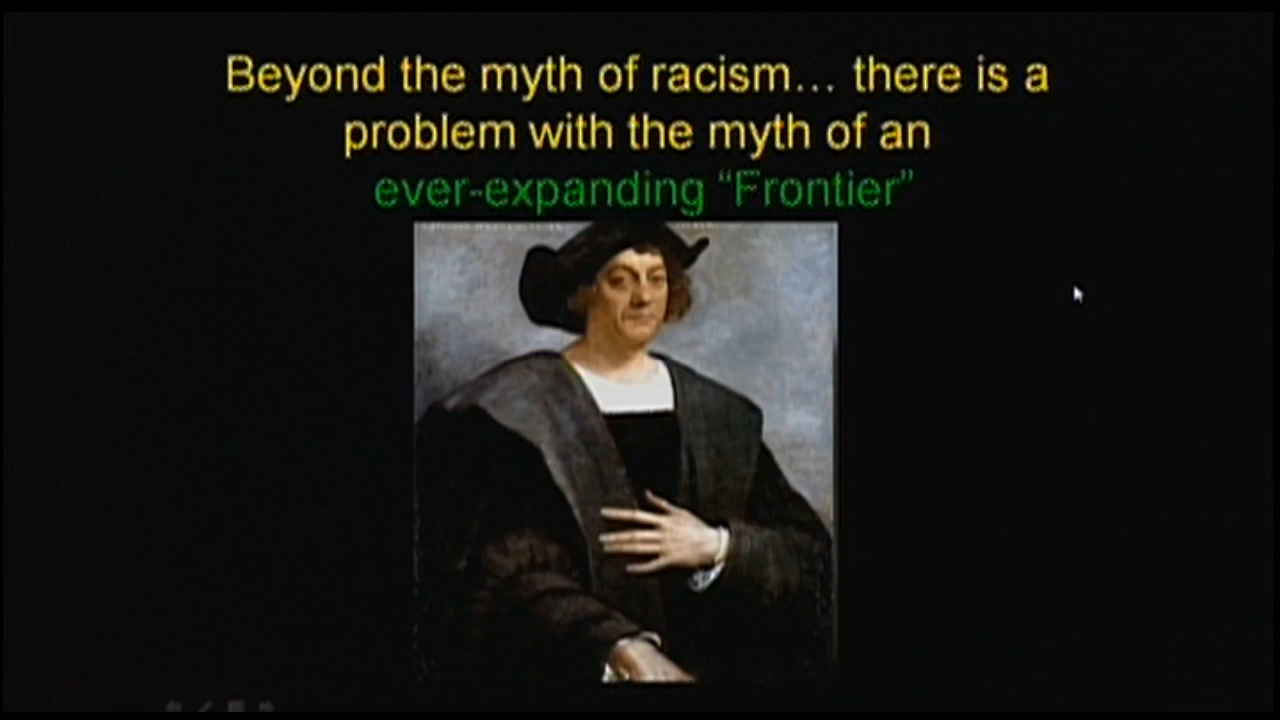 Beyond the myth of racism... there is a
problem with the myth of an
ever-expanding “Frontier”